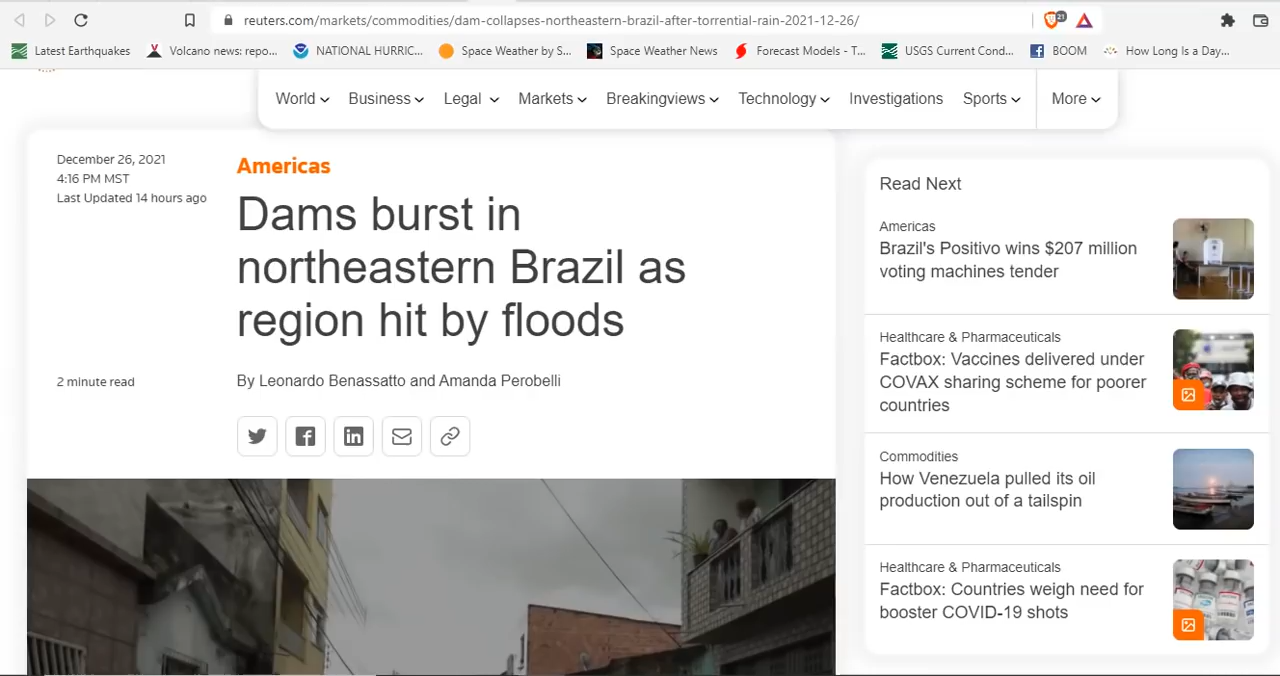 reuters.com/markets/commodities/dam-collapses-northeastern-brazil-after-torrential-rain-2021-12-26/
21
Latest Earthquakes Volcano news: repo... NATIONAL HURRIC... Space Weather by S... Space Weather News Forecast Models - T... USGS Current Cond... BOOM How Long Is a Day...
World Business Legal Markets Breakingviews Technology Investigations Sports More
December 26, 2021
4:16 PM MST
Last Updated 14 hours ago
Americas
Dams burst in
northeastern Brazil as
region hit by floods
2 minute read
By Leonardo Benassatto and Amanda Perobelli
Read Next
Americas
Brazil's Positivo wins $207 million
voting machines tender
Healthcare & Pharmaceuticals
Factbox: Vaccines delivered under
COVAX sharing scheme for poorer
countries
Commodities
How Venezuela pulled its oil
production out of a tailspin
Healthcare & Pharmaceuticals
Factbox: Countries weigh need for
booster COVID-19 shots